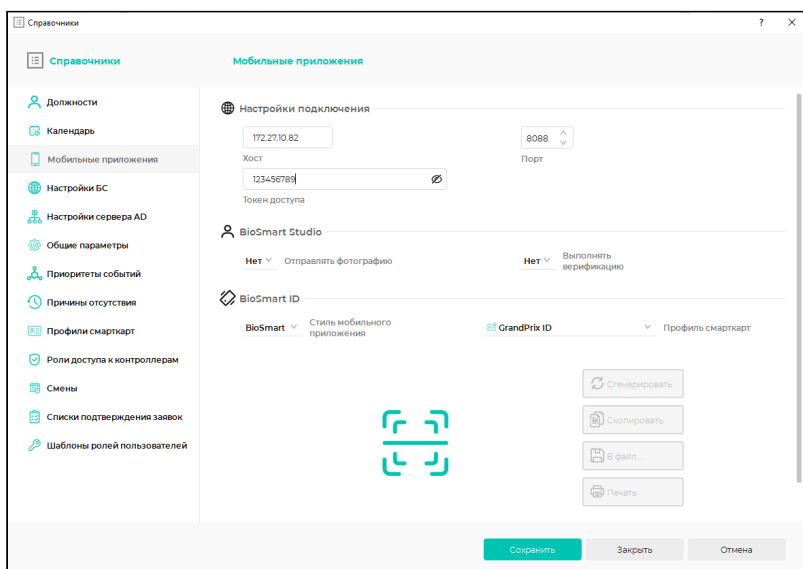 Справочники
?
Справочники
Мобильные приложения
Должности
Календарь
Мобильные приложения
Настройки БС
Настройки сервера AD
Общие параметры
Приоритеты событий
Причины отсутствия
Профили смарткарт
Роли доступа к контроллерам
Смены
Списки подтверждения заявок
Шаблоны ролей пользователей
Настройки подключения
172.27.10.82
8088
Хост
Порт
123456789
Токен доступа
BioSmart Studio
Нет
Отправлять фотографию
Нет
Выполнять
верификацию
BioSmart ID
BioSmart
Стиль мобильного
приложения
GrandPrix ID
Профиль смарткарт
Сгенерировать
Скопировать
В файл...
Печать
Сохранить
Закрыть
Отмена